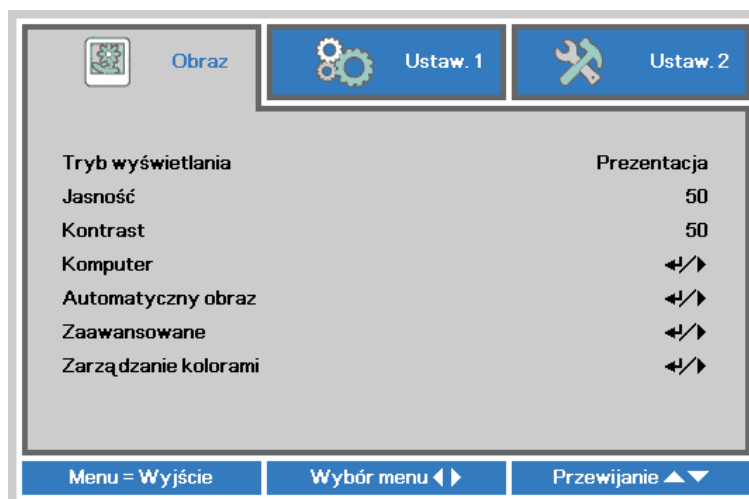 Obraz
Ustaw. 1
Ustaw. 2
Tryb wyświetlania Prezentacja
Jasność 50
Kontrast 50
Komputer
Automatyczny obraz
Zaawansowane
Zarządzanie kolorami
Menu = Wyjście
Wybór menu
Przewijanie